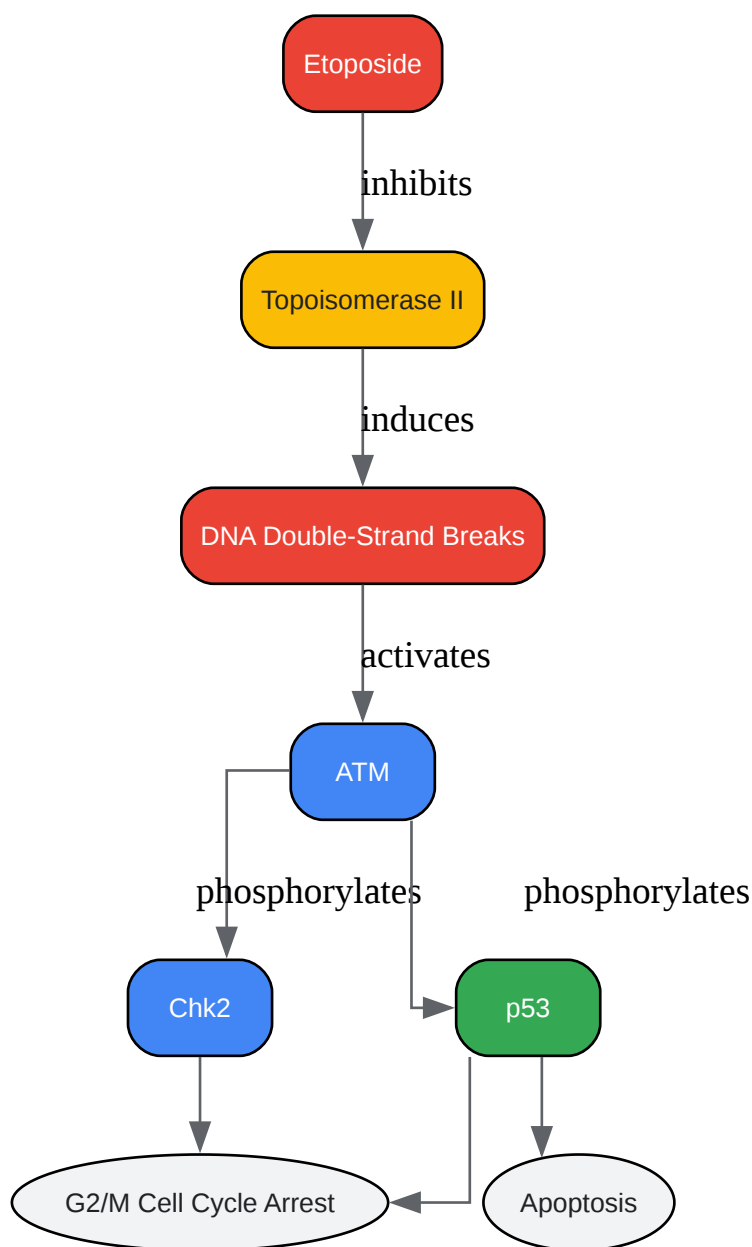 Etoposide
inhibits
Topoisomerase II
induces
DNA Double-Strand Breaks
activates
ATM
phosphorylates
phosphorylates
Chk2
p53
G2/M Cell Cycle Arrest
Apoptosis